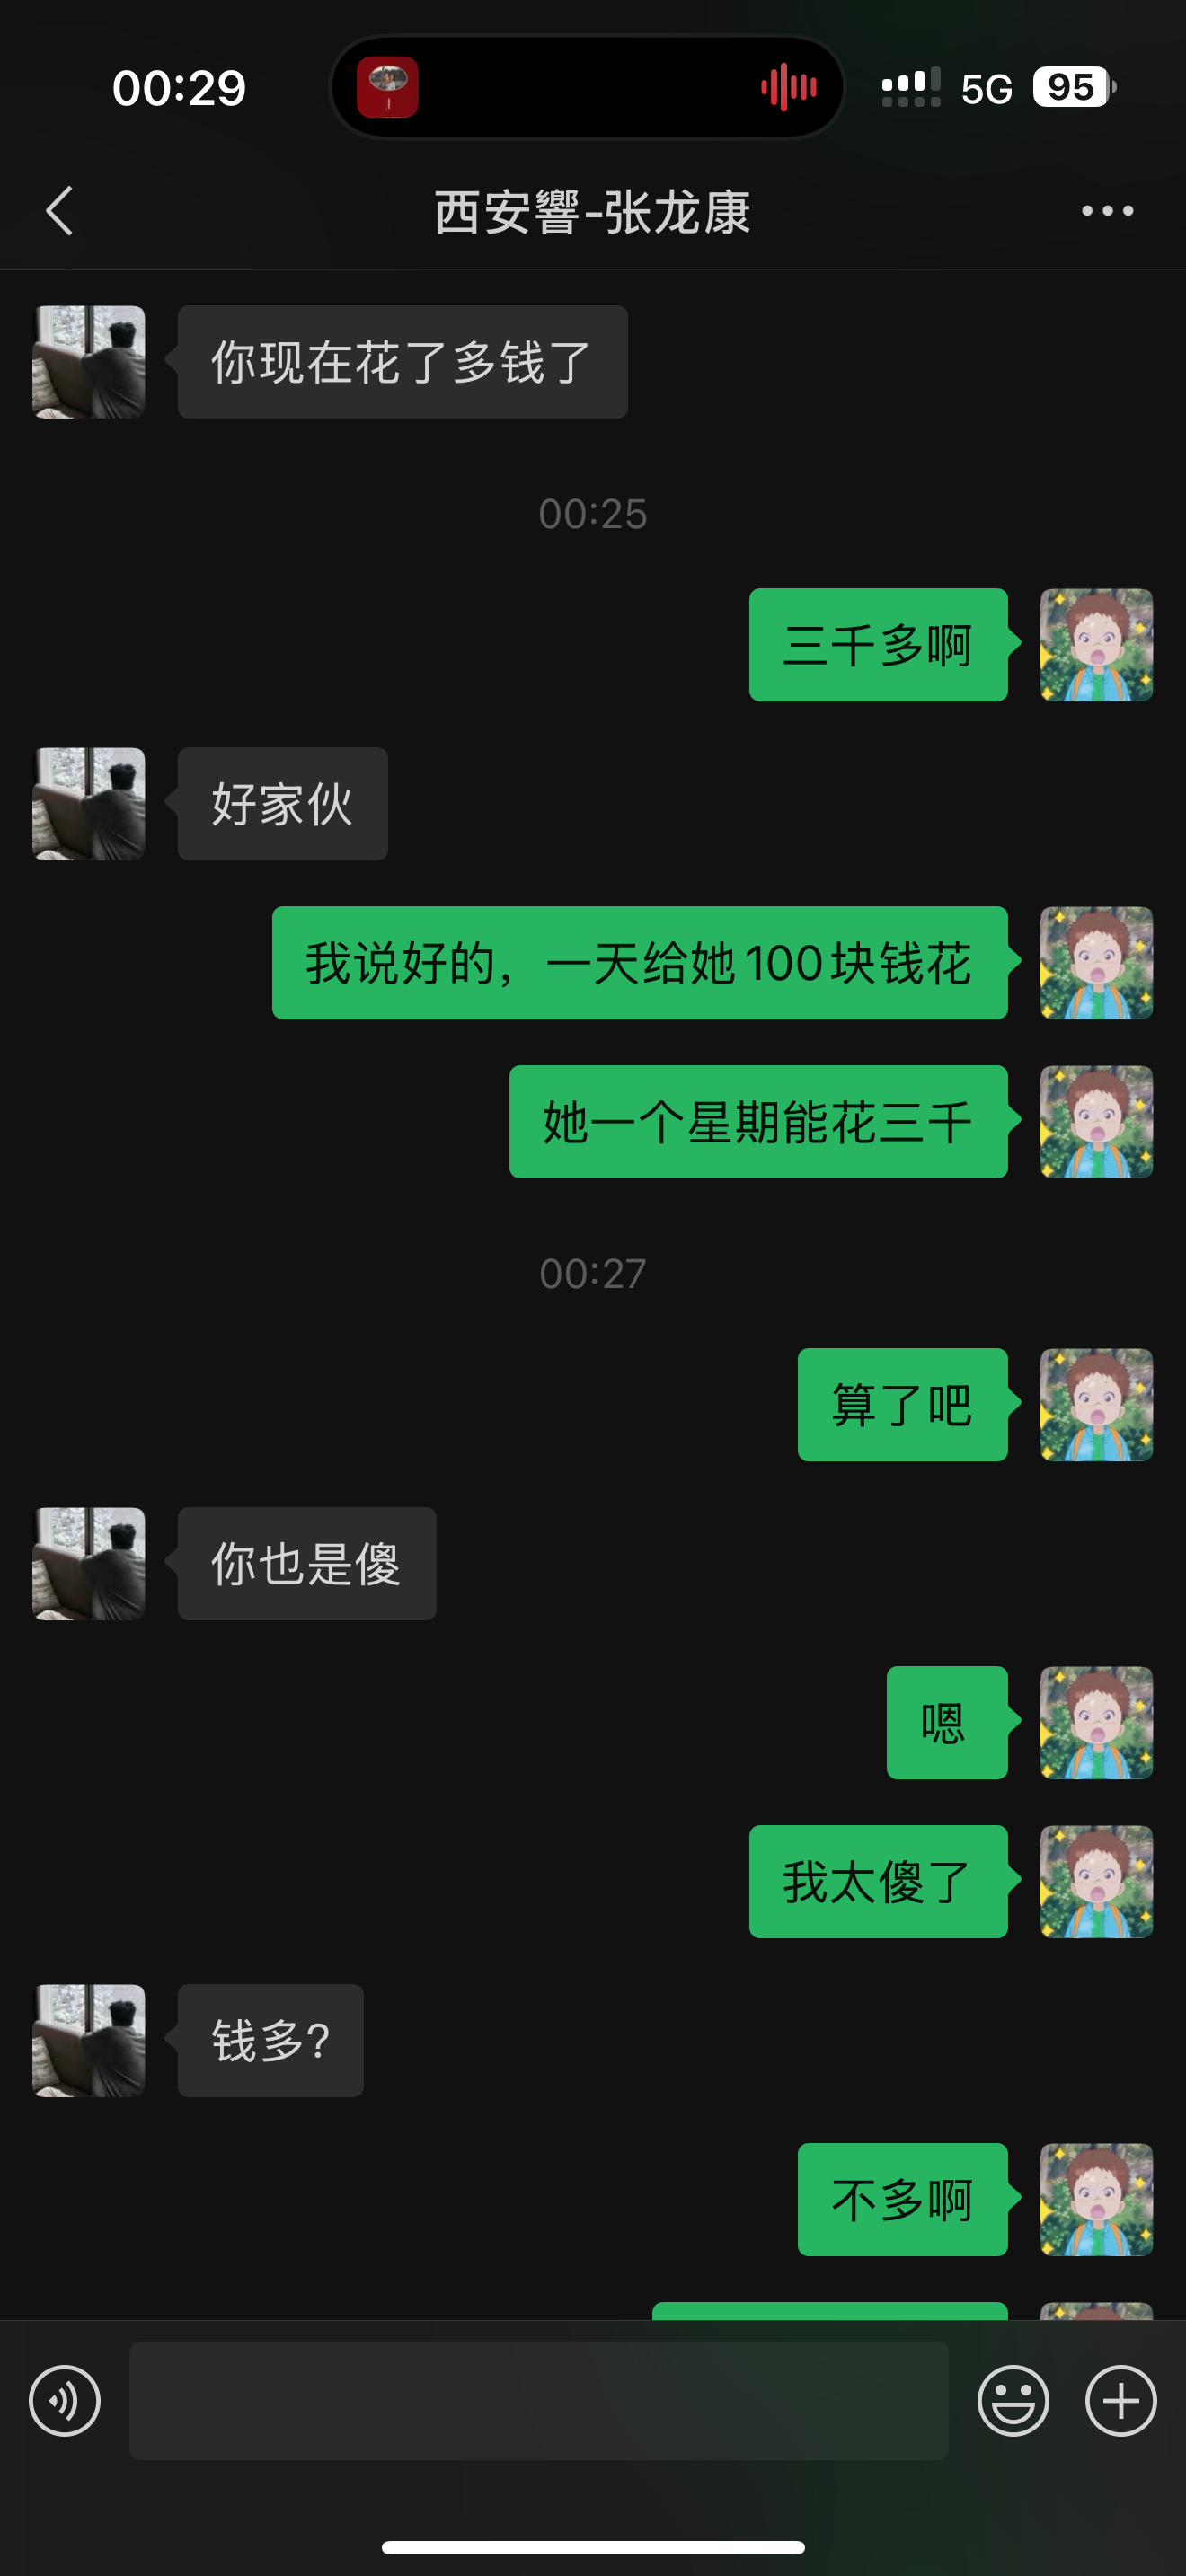 00:29
5G
95
西安響-张龙康
你现在花了多钱了
00:25
三千多啊
好家伙
我说好的，一天给她100块钱花
她一个星期能花三千
00:27
算了吧
你也是傻
嗯
我太傻了
钱多?
不多啊